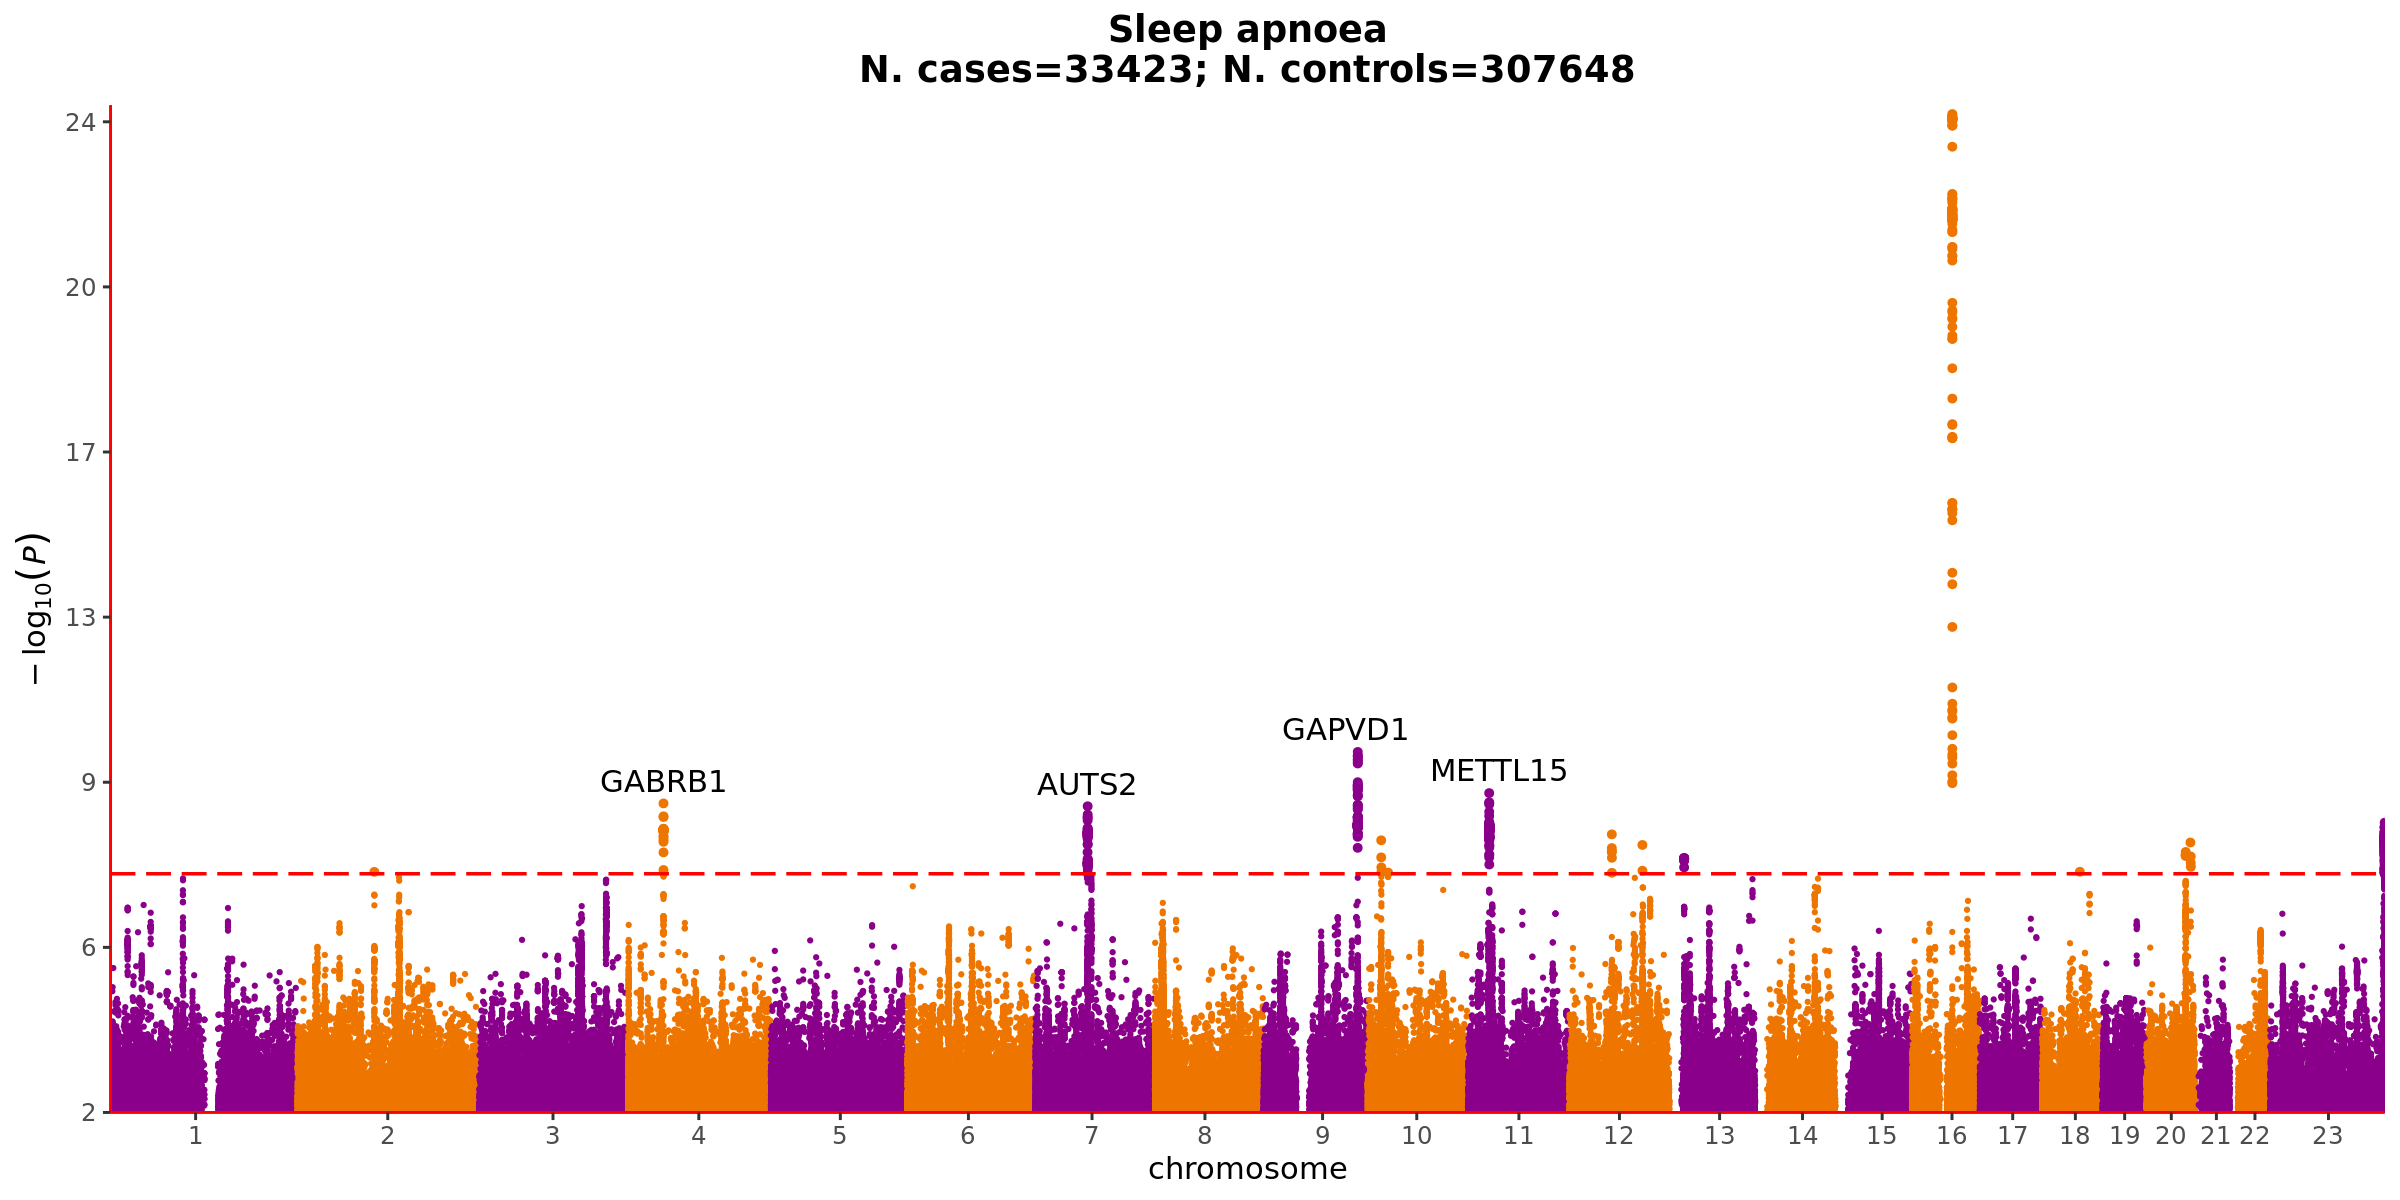 Sleep apnoea
N. cases=33423; N. controls=307648
24
20
17
13
9
6
2
−log10(P)
GAPVD1
METTL15
GABRB1
AUTS2
1 2 3 4 5 6 7 8 9 10 11 12 13 14 15 16 17 18 19 20 21 22 23
chromosome